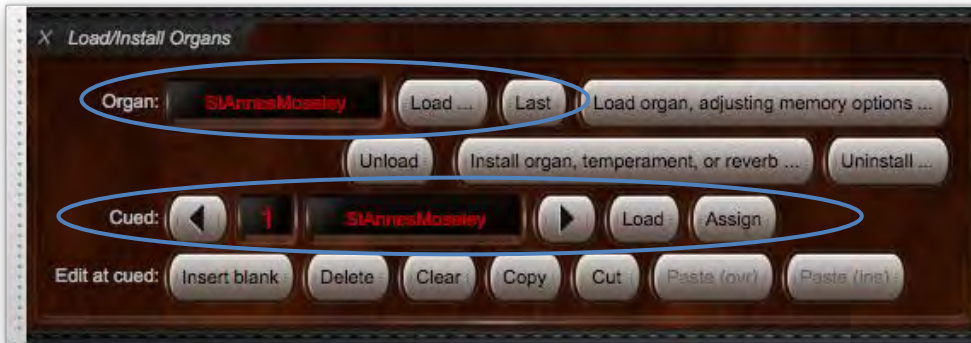 X Load/Install Organs
Organ: StAnnesMoseley Load ... Last Load organ, adjusting memory options ...
Unload Install organ, temperament, or reverb ... Uninstall ...
Cued: 1 StAnnesMoseley Load Assign
Edit at cued: Insert blank Delete Clear Copy Cut Paste (ovr) Paste (ins)